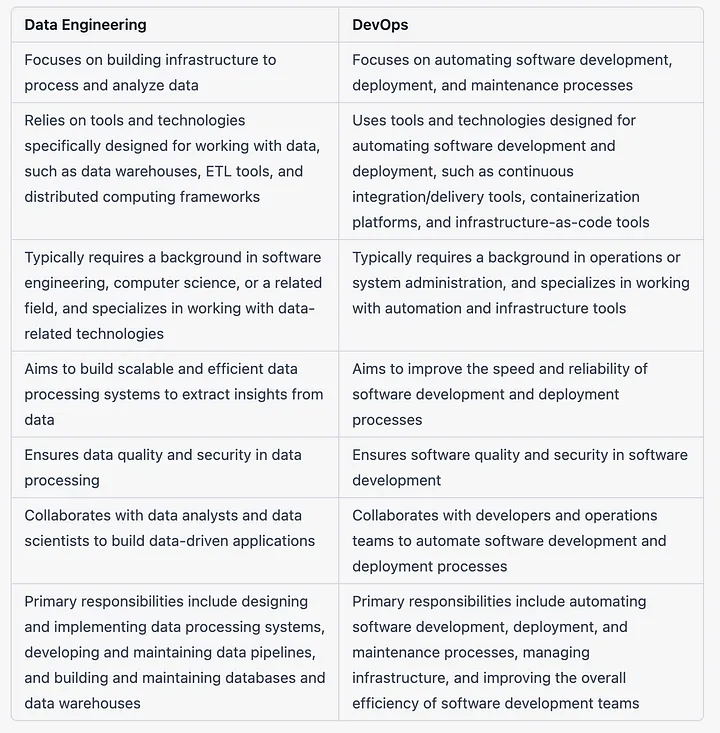 Data Engineering
DevOps
Focuses on building infrastructure to
process and analyze data
Focuses on automating software development,
deployment, and maintenance processes
Relies on tools and technologies
specifically designed for working with data,
such as data warehouses, ETL tools, and
distributed computing frameworks
Uses tools and technologies designed for
automating software development and
deployment, such as continuous
integration/delivery tools, containerization
platforms, and infrastructure-as-code tools
Typically requires a background in software
engineering, computer science, or a related
field, and specializes in working with data-
related technologies
Typically requires a background in operations or
system administration, and specializes in working
with automation and infrastructure tools
Aims to build scalable and efficient data
processing systems to extract insights from
data
Aims to improve the speed and reliability of
software development and deployment
processes
Ensures data quality and security in data
processing
Ensures software quality and security in software
development
Collaborates with data analysts and data
scientists to build data-driven applications
Collaborates with developers and operations
teams to automate software development and
deployment processes
Primary responsibilities include designing
and implementing data processing systems,
developing and maintaining data pipelines,
and building and maintaining databases and
data warehouses
Primary responsibilities include automating
software development, deployment, and
maintenance processes, managing
infrastructure, and improving the overall
efficiency of software development teams